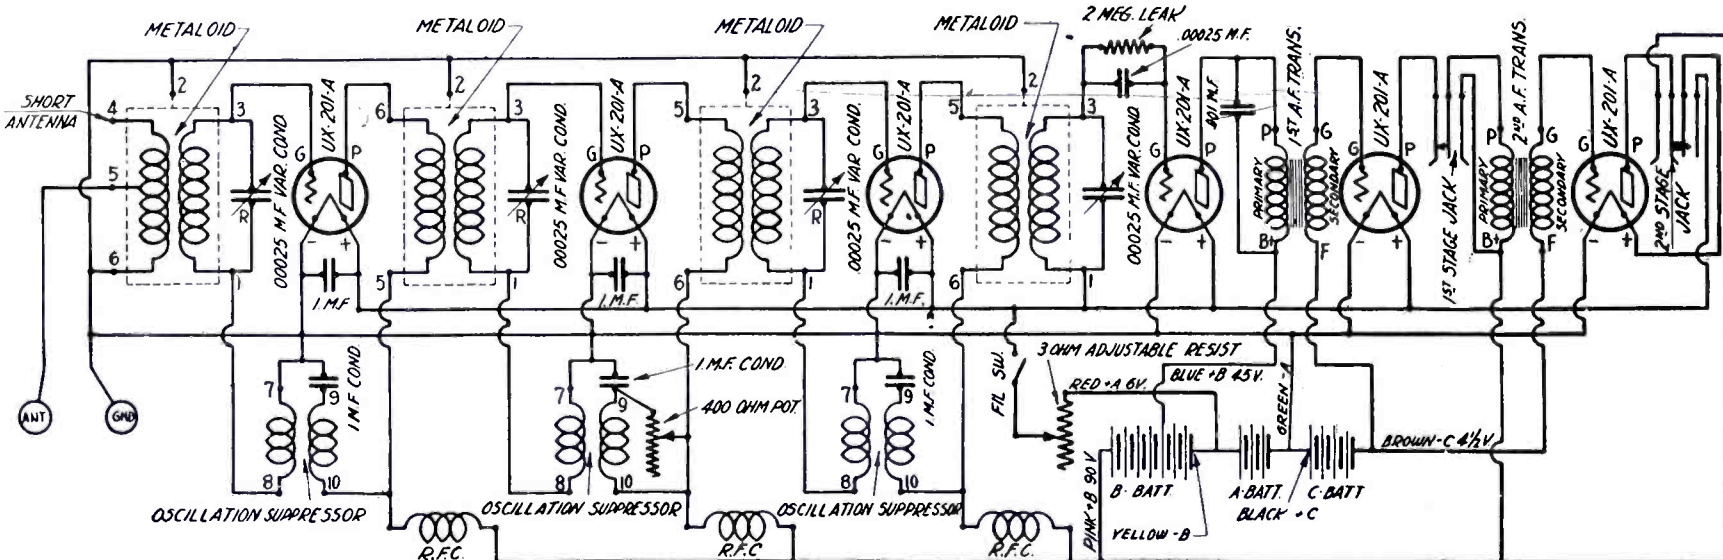 METALOID
METALOID
METALOID
METALOID
2 MEG. LEAK
.00025 M.F.
SHORT
ANTENNA
4
5
6
2
3
1
R
.00025 M.F. VAR. COND.
UX-201-A
G
P
-
+
1. M.F.
6
5
2
3
1
R
.00025 M.F. VAR. COND.
UX-201-A
G
P
-
+
1. M.F.
5
6
2
3
1
R
.00025 M.F. VAR. COND.
UX-201-A
G
P
-
+
1. M.F.
5
6
2
3
1
.00025 M.F. VAR. COND.
UX-201-A
G
P
-
+
.001 M.F.
1ST A.F. TRANS.
P
G
PRIMARY
SECONDARY
B+
F
UX-201-A
G
P
-
+
1ST STAGE JACK
2ND A.F. TRANS.
P
G
PRIMARY
SECONDARY
B+
F
UX-201-A
G
P
-
+
2ND STAGE
JACK
ANT
GND
7
9
8
10
1 M.F. COND.
OSCILLATION SUPPRESSOR
R.F.C.
7
9
8
10
1. M.F. COND
400 OHM POT.
OSCILLATION SUPPRESSOR
R.F.C
7
9
8
10
1. M.F. COND.
OSCILLATION SUPPRESSOR
R.F.C.
FIL SW.
3 OHM ADJUSTABLE RESIST
RED +A 6V.
BLUE +B 45V.
GREEN -A
BROWN-C 4½V
PINK +B 90V
B-BATT
A-BATT.
C-BATT
BLACK +C
YELLOW -B